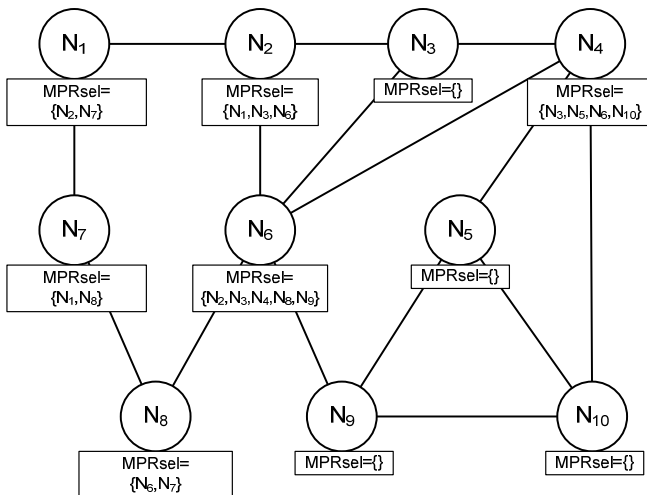 N₁
N₂
N₃
N₄
MPRsel=
{N₂,N₇}
MPRsel=
{N₁,N₃,N₆}
MPRsel={}
MPRsel=
{N₃,N₅,N₆,N₁₀}
N₇
N₆
N₅
MPRsel=
{N₁,N₈}
MPRsel=
{N₂,N₃,N₄,N₈,N₉}
MPRsel={}
N₈
N₉
N₁₀
MPRsel=
{N₆,N₇}
MPRsel={}
MPRsel={}